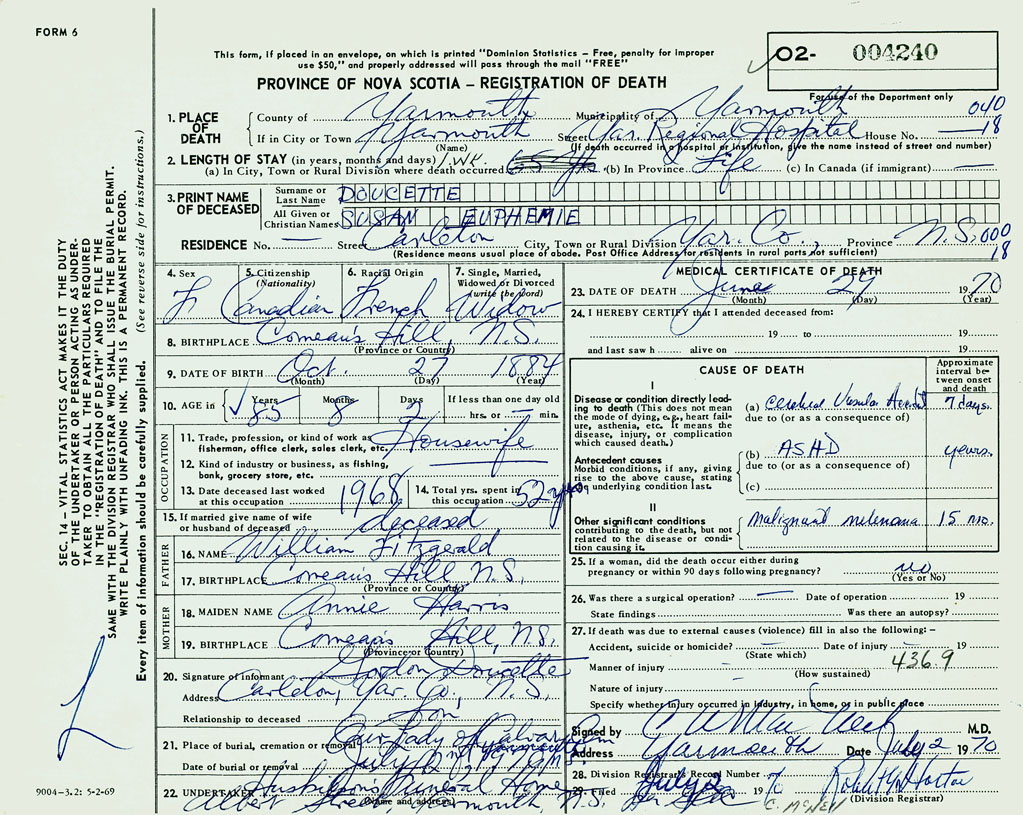 FORM 6
This form, if placed in an envelope, on which is printed "Dominion Statistics – Free, penalty for improper
use $50," and properly addressed will pass through the mail "FREE"
O2- 004240
PROVINCE OF NOVA SCOTIA – REGISTRATION OF DEATH
For use of the Department only
1. PLACE OF DEATH
County of Yarmouth Municipality of Yarmouth 040
If in City or Town Yarmouth Street Yar. Regional Hospital House No. — 18
(Name) (If death occurred in a hospital or institution, give the name instead of street and number)
2. LENGTH OF STAY (in years, months and days) 1 WK.
(a) In City, Town or Rural Division where death occurred (b) In Province Life (c) In Canada (if immigrant) —
3. PRINT NAME OF DECEASED
Surname or Last Name DOUCETTE
All Given or Christian Names SUSAN EUPHEMIE
RESIDENCE No. — Street Carleton City, Town or Rural Division Yar. Co., Province N.S. 000
(Residence means usual place of abode. Post Office Address for residents in rural parts not sufficient) 18
4. Sex F
5. Citizenship (Nationality) Canadian
6. Racial Origin French
7. Single, Married, Widowed or Divorced (write the word) Widow
8. BIRTHPLACE Comeau's Hill, N.S.
(Province or Country)
9. DATE OF BIRTH Oct. 27 1884
(Month) (Day) (Year)
10. AGE in Years 85 Months 8 Days 2 If less than one day old
hrs. or — min.
OCCUPATION
11. Trade, profession, or kind of work as fisherman, office clerk, sales clerk, etc. Housewife
12. Kind of industry or business, as fishing, bank, grocery store, etc. —
13. Date deceased last worked at this occupation 1968
14. Total yrs. spent in this occupation 52 yrs.
15. If married give name of wife or husband of deceased deceased
FATHER
16. NAME William Fitzgerald
17. BIRTHPLACE Comeau's Hill N.S.
(Province or Country)
MOTHER
18. MAIDEN NAME Annie Harris
19. BIRTHPLACE Comeau's Hill, N.S.
(Province or Country)
20. Signature of informant Gordon Doucette
Address Carleton, Yar. Co., N.S.
Relationship to deceased Son
21. Place of burial, cremation or removal Our Lady of Calvary
Date of burial or removal July
22. UNDERTAKER Huskilson's Funeral Home
Albert Street, Yarmouth, N.S.
(Name and address)
MEDICAL CERTIFICATE OF DEATH
23. DATE OF DEATH June 29 1970
(Month) (Day) (Year)
24. I HEREBY CERTIFY that I attended deceased from:
19 to 19
and last saw h alive on 19
CAUSE OF DEATH
Approximate interval between onset and death
I
Disease or condition directly leading to death (This does not mean the mode of dying, e.g., heart failure, asthenia, etc. It means the disease, injury, or complication which caused death.)
(a) Cerebral Vascular 7 days.
due to (or as a consequence of)
Antecedent causes
Morbid conditions, if any, giving rise to the above cause, stating underlying condition last.
(b) ASHD years.
due to (or as a consequence of)
(c)
II
Other significant conditions contributing to the death, but not related to the disease or condition causing it.
Malignant melenoma 15 mo.
25. If a woman, did the death occur either during
pregnancy or within 90 days following pregnancy? no
(Yes or No)
26. Was there a surgical operation? — Date of operation 19
State findings Was there an autopsy?
27. If death was due to external causes (violence) fill in also the following: –
Accident, suicide or homicide? — Date of injury 19
(State which) 436.9
Manner of injury —
(How sustained)
Nature of injury
Specify whether injury occurred in industry, in home, or in public place
Signed by M.D.
Address Yarmouth Date July 2 1970
28. Division Registrar's Record Number
29. Filed July 2 1970
(Division Registrar)
SEC. 14 – VITAL STATISTICS ACT MAKES IT THE DUTY
OF THE UNDERTAKER OR PERSON ACTING AS UNDER-
TAKER TO OBTAIN ALL THE PARTICULARS REQUIRED
IN THE "REGISTRATION OF DEATH" AND TO FILE THE
SAME WITH THE DIVISION REGISTRAR WHO SHALL ISSUE THE BURIAL PERMIT.
WRITE PLAINLY WITH UNFADING INK. THIS IS A PERMANENT RECORD.
Every item of information should be carefully supplied. (See reverse side for instructions.)
9004–3.2: 5-2-69